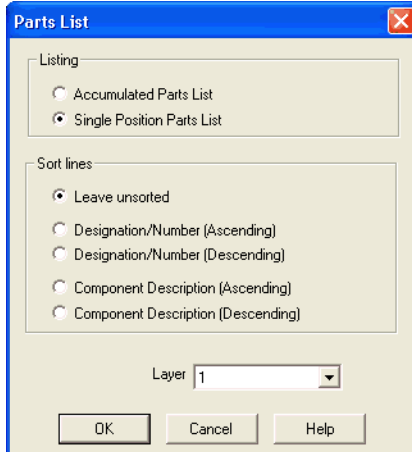 Parts List
Listing
Accumulated Parts List
Single Position Parts List
Sort lines
Leave unsorted
Designation/Number (Ascending)
Designation/Number (Descending)
Component Description (Ascending)
Component Description (Descending)
Layer 1
OK Cancel Help